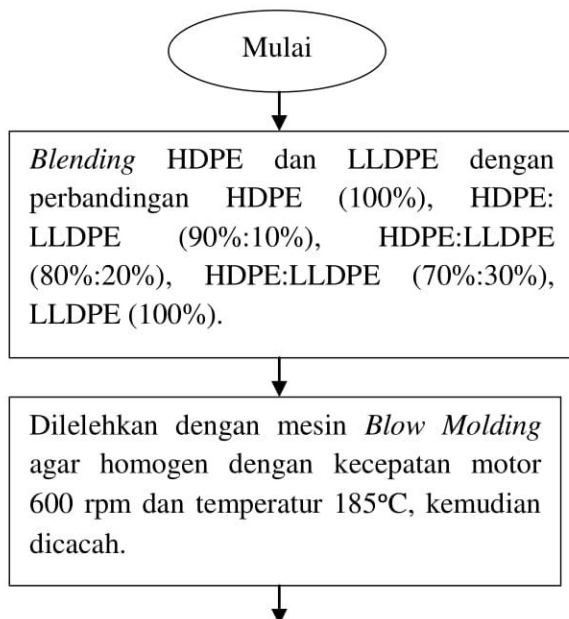 Mulai
Blending HDPE dan LLDPE dengan
perbandingan HDPE (100%), HDPE:
LLDPE (90%:10%), HDPE:LLDPE
(80%:20%), HDPE:LLDPE (70%:30%),
LLDPE (100%).
Dilelehkan dengan mesin Blow Molding
agar homogen dengan kecepatan motor
600 rpm dan temperatur 185°C, kemudian
dicacah.